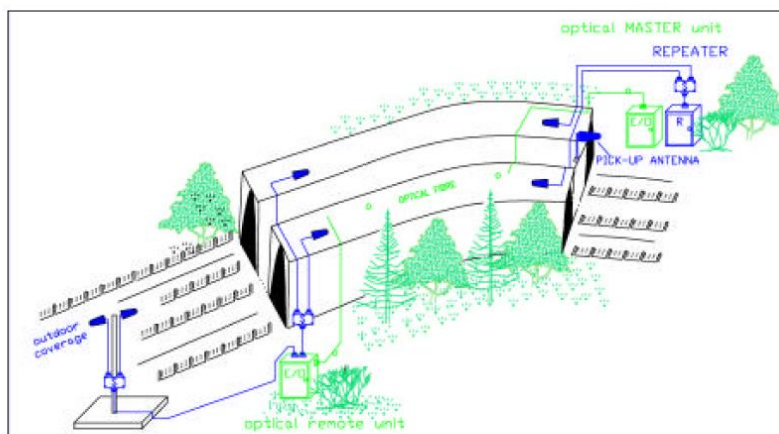 optical MASTER unit
REPEATER
S
E/O
R
PICK-UP ANTENNA
OPTICAL FIBRE
outdoor
coverage
S
S
E/O
optical remote unit